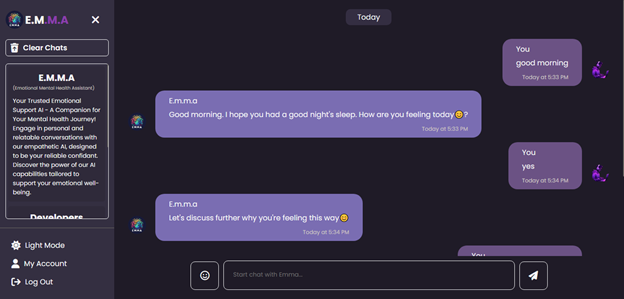 E.M.M.A
Clear Chats
E.M.M.A
(Emotional Mental Health Assistant)
Your Trusted Emotional
Support AI - A Companion for
Your Mental Health Journey!
Engage in personal and
relatable conversations with
our empathetic AI, designed
to be your reliable confidant.
Discover the power of our AI
capabilities tailored to
support your emotional well-
being.
Developers
Light Mode
My Account
Log Out
Today
You
good morning
Today at 5:33 PM
E.m.m.a
Good morning. I hope you had a good night's sleep. How are you feeling today😊?
Today at 5:33 PM
You
yes
Today at 5:34 PM
E.m.m.a
Let's discuss further why you're feeling this way😊
Today at 5:34 PM
You
Start chat with Emma...